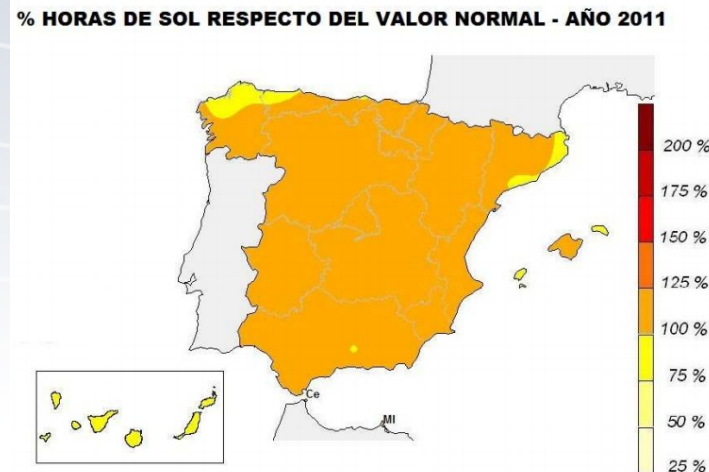 % HORAS DE SOL RESPECTO DEL VALOR NORMAL - AÑO 2011
200 %
175 %
150 %
125 %
100 %
75 %
50 %
25 %
Ce
Ml